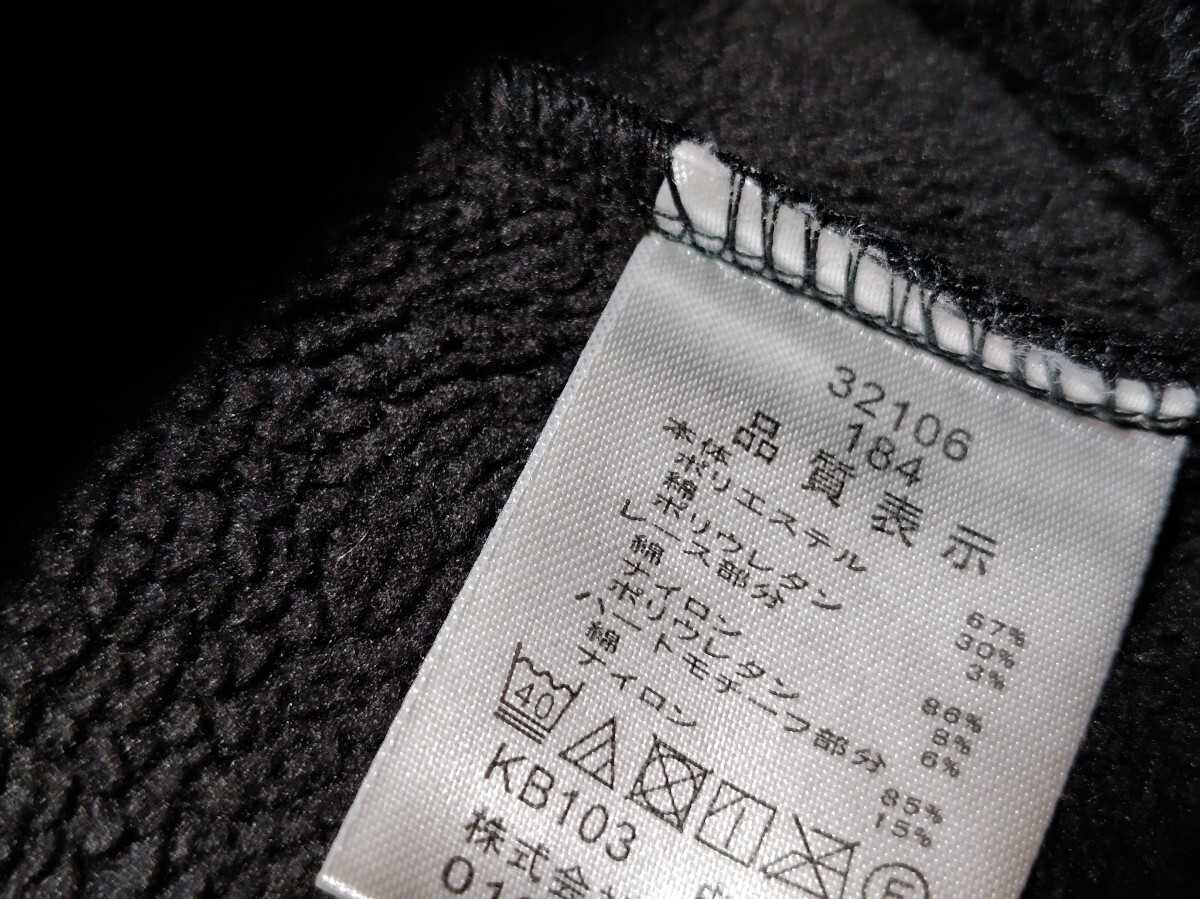 32106
184
品質表示
本体
ポリエステル 67%
綿 30%
ポリウレタン 3%
レース部分
綿 86%
ナイロン 8%
ポリウレタン 6%
ハートモチーフ部分
綿 85%
ナイロン 15%
40
KB103
株式会